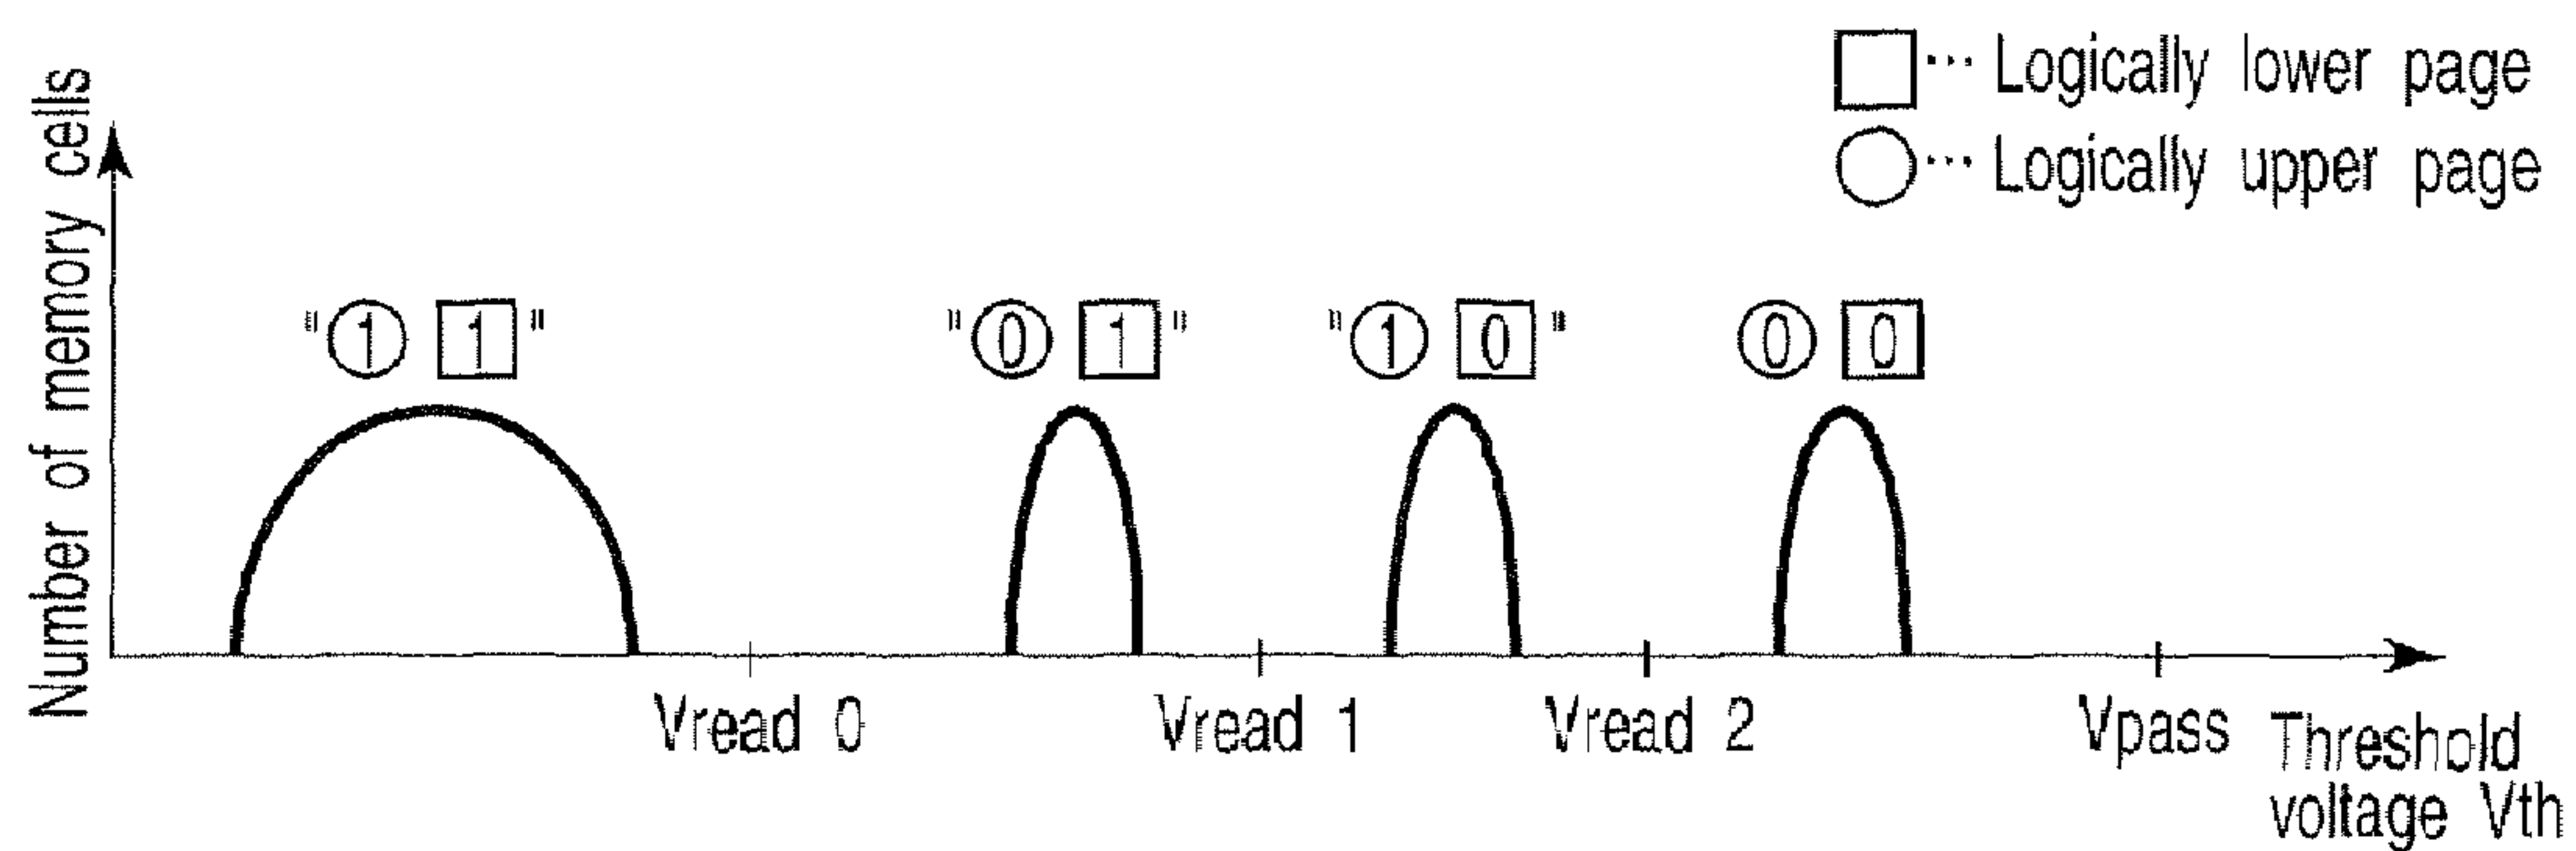 □··· Logically lower page
○··· Logically upper page
Number of memory cells
"1 1"
"0 1"
"1 0"
0 0
Vread 0
Vread 1
Vread 2
Vpass
Threshold
voltage Vth